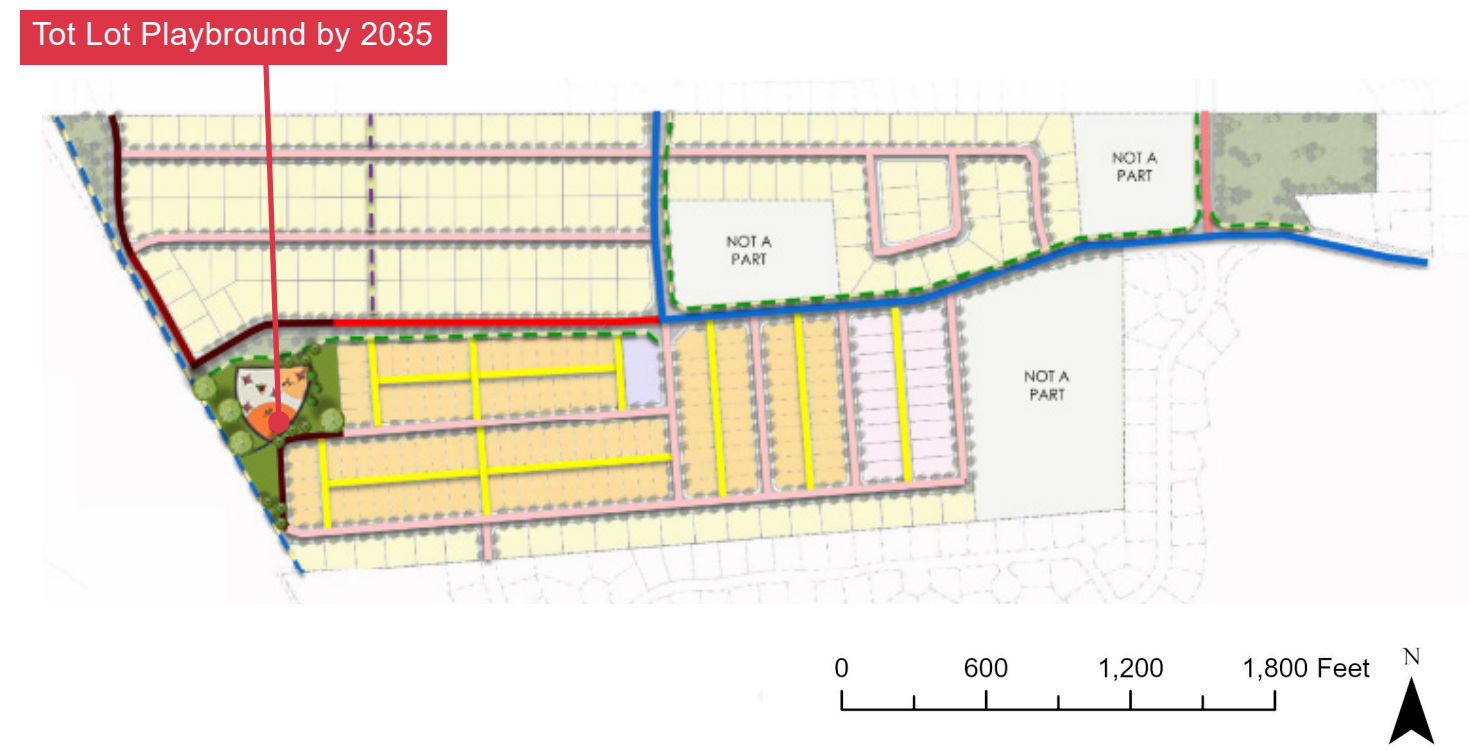 Tot Lot Playbround by 2035
NOT A
PART
NOT A
PART
NOT A
PART
0 600 1,200 1,800 Feet
N